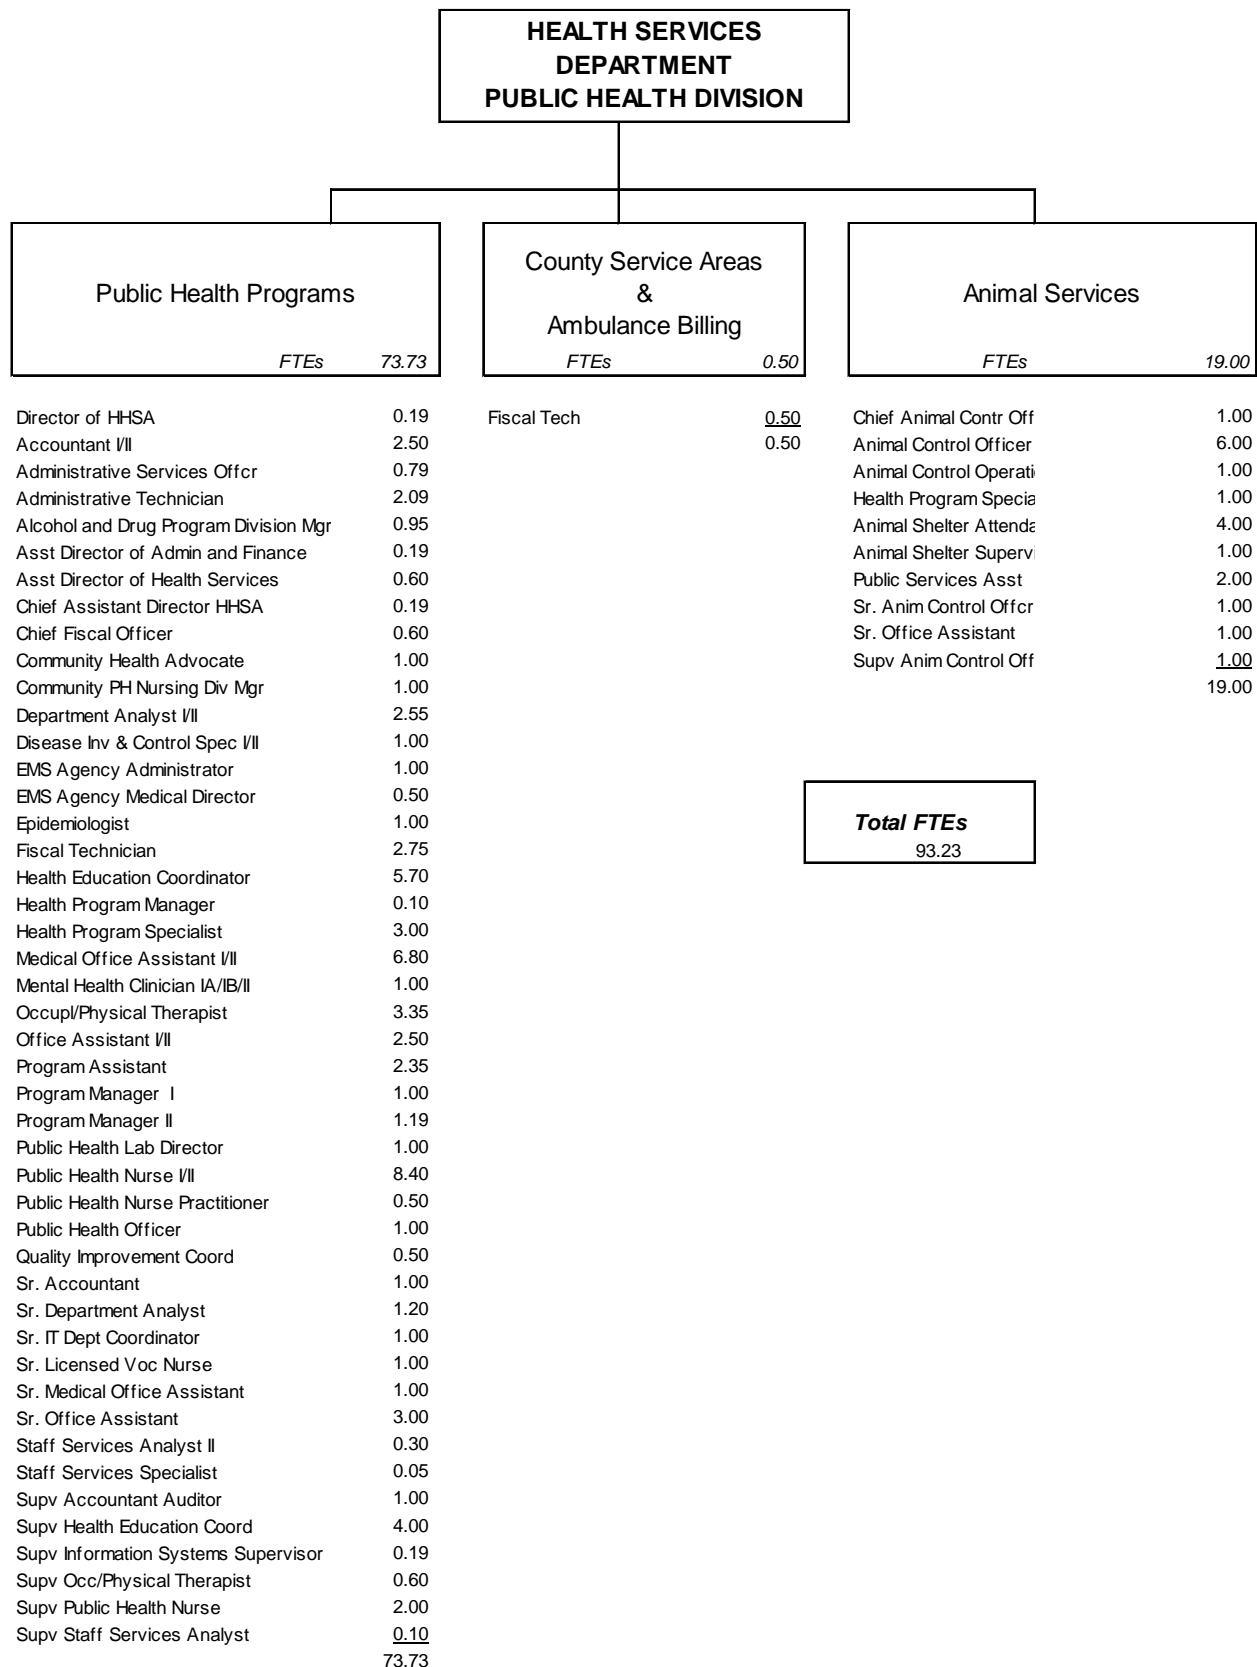 HEALTH SERVICES
DEPARTMENT
PUBLIC HEALTH DIVISION
Public Health Programs
FTEs 73.73
County Service Areas
&
Ambulance Billing
FTEs 0.50
Animal Services
FTEs 19.00
Director of HHSA 0.19
Accountant I/II 2.50
Administrative Services Offcr 0.79
Administrative Technician 2.09
Alcohol and Drug Program Division Mgr 0.95
Asst Director of Admin and Finance 0.19
Asst Director of Health Services 0.60
Chief Assistant Director HHSA 0.19
Chief Fiscal Officer 0.60
Community Health Advocate 1.00
Community PH Nursing Div Mgr 1.00
Department Analyst I/II 2.55
Disease Inv & Control Spec I/II 1.00
EMS Agency Administrator 1.00
EMS Agency Medical Director 0.50
Epidemiologist 1.00
Fiscal Technician 2.75
Health Education Coordinator 5.70
Health Program Manager 0.10
Health Program Specialist 3.00
Medical Office Assistant I/II 6.80
Mental Health Clinician IA/IB/II 1.00
Occupl/Physical Therapist 3.35
Office Assistant I/II 2.50
Program Assistant 2.35
Program Manager I 1.00
Program Manager II 1.19
Public Health Lab Director 1.00
Public Health Nurse I/II 8.40
Public Health Nurse Practitioner 0.50
Public Health Officer 1.00
Quality Improvement Coord 0.50
Sr. Accountant 1.00
Sr. Department Analyst 1.20
Sr. IT Dept Coordinator 1.00
Sr. Licensed Voc Nurse 1.00
Sr. Medical Office Assistant 1.00
Sr. Office Assistant 3.00
Staff Services Analyst II 0.30
Staff Services Specialist 0.05
Supv Accountant Auditor 1.00
Supv Health Education Coord 4.00
Supv Information Systems Supervisor 0.19
Supv Occ/Physical Therapist 0.60
Supv Public Health Nurse 2.00
Supv Staff Services Analyst 0.10
73.73
Fiscal Tech 0.50
0.50
Chief Animal Contr Off 1.00
Animal Control Officer 6.00
Animal Control Operati 1.00
Health Program Specia 1.00
Animal Shelter Attenda 4.00
Animal Shelter Supervi 1.00
Public Services Asst 2.00
Sr. Anim Control Offcr 1.00
Sr. Office Assistant 1.00
Supv Anim Control Off 1.00
19.00
Total FTEs
93.23